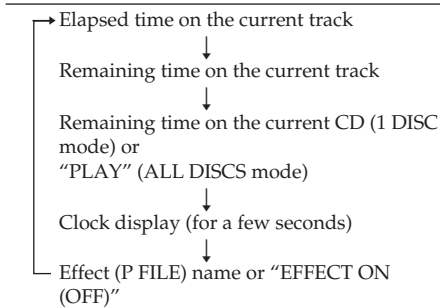 Elapsed time on the current track
Remaining time on the current track
Remaining time on the current CD (1 DISC
mode) or
“PLAY” (ALL DISCS mode)
Clock display (for a few seconds)
Effect (P FILE) name or “EFFECT ON
(OFF)”